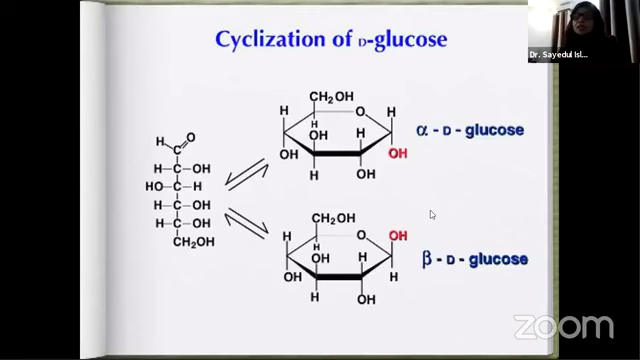 Cyclization of D-glucose
Dr. Sayedul Isl...
CH₂OH
H
O
H
H
OH
H
α - D - glucose
OH
OH
H
OH
H
O
C
H-C-OH
HO-C-H
H-C-OH
H-C-OH
CH₂OH
CH₂OH
H
O
OH
H
OH
H
β - D - glucose
OH
H
H
OH
zoom